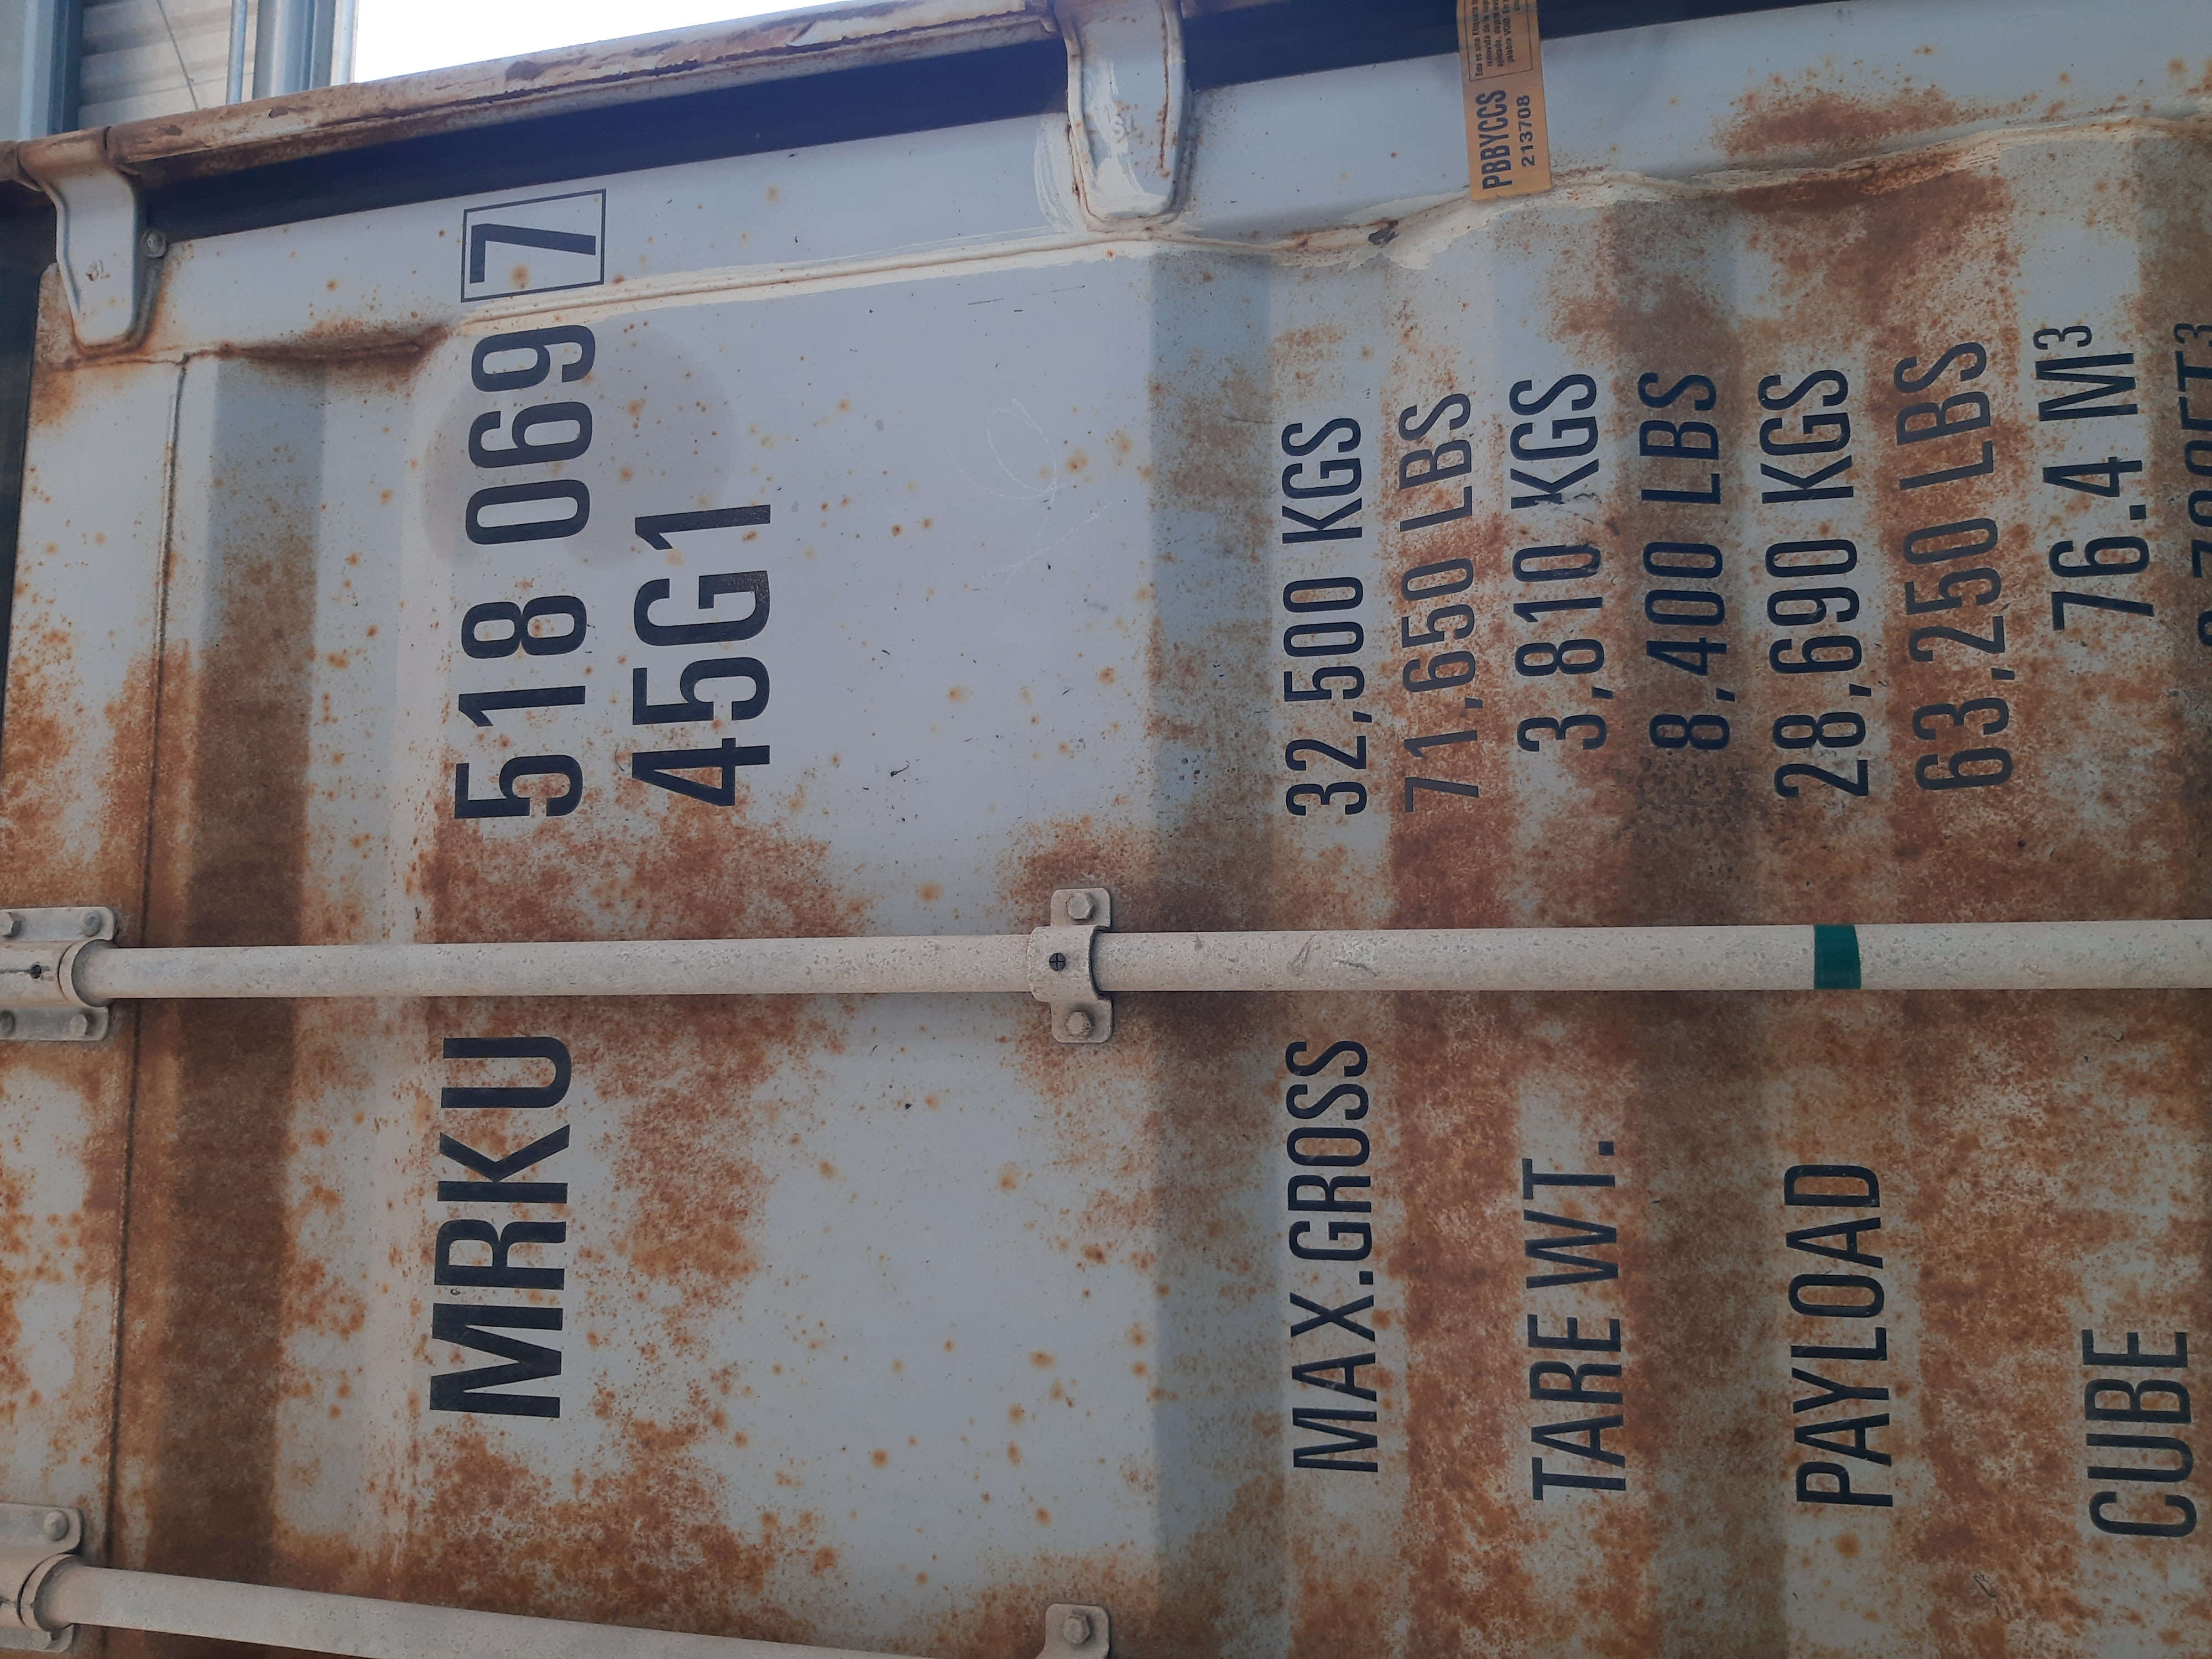 MRKU 518 069 7
45G1
MAX.GROSS 32,500 KGS
71,650 LBS
TARE WT. 3,810 KGS
8,400 LBS
PAYLOAD 28,690 KGS
63,250 LBS
CUBE 76.4 M³
PBBYCCS
213708